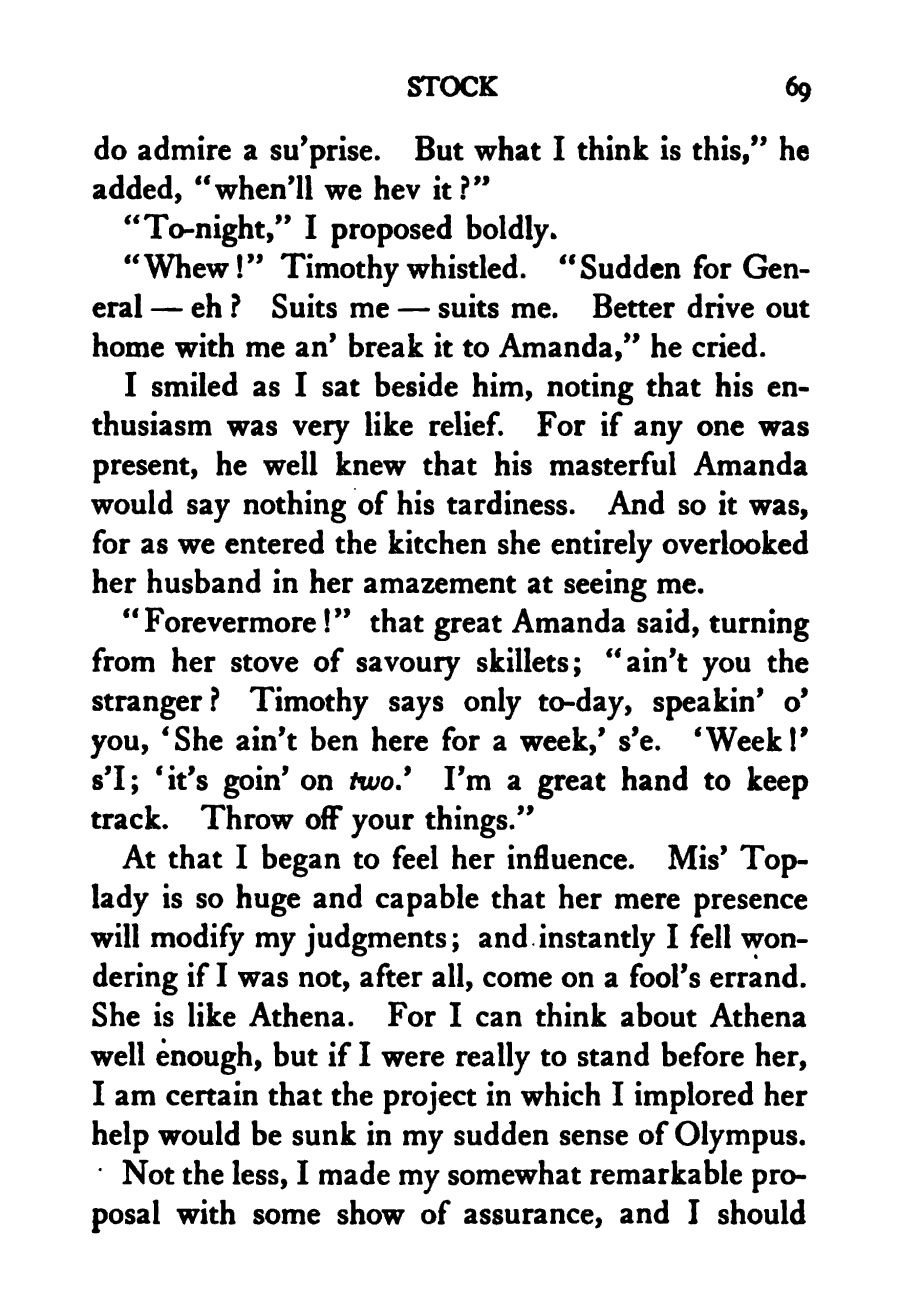 STOCK 69
do admire a su'prise. But what I think is this," he
added, "when'll we hev it?"
"To-night," I proposed boldly.
"Whew!" Timothy whistled. "Sudden for Gen-
eral — eh? Suits me — suits me. Better drive out
home with me an' break it to Amanda," he cried.
I smiled as I sat beside him, noting that his en-
thusiasm was very like relief. For if any one was
present, he well knew that his masterful Amanda
would say nothing of his tardiness. And so it was,
for as we entered the kitchen she entirely overlooked
her husband in her amazement at seeing me.
"Forevermore!" that great Amanda said, turning
from her stove of savoury skillets; "ain't you the
stranger? Timothy says only to-day, speakin' o'
you, 'She ain't ben here for a week,' s'e. 'Week!'
s'I; 'it's goin' on two.' I'm a great hand to keep
track. Throw off your things."
At that I began to feel her influence. Mis' Top-
lady is so huge and capable that her mere presence
will modify my judgments; and instantly I fell won-
dering if I was not, after all, come on a fool's errand.
She is like Athena. For I can think about Athena
well enough, but if I were really to stand before her,
I am certain that the project in which I implored her
help would be sunk in my sudden sense of Olympus.
Not the less, I made my somewhat remarkable pro-
posal with some show of assurance, and I should